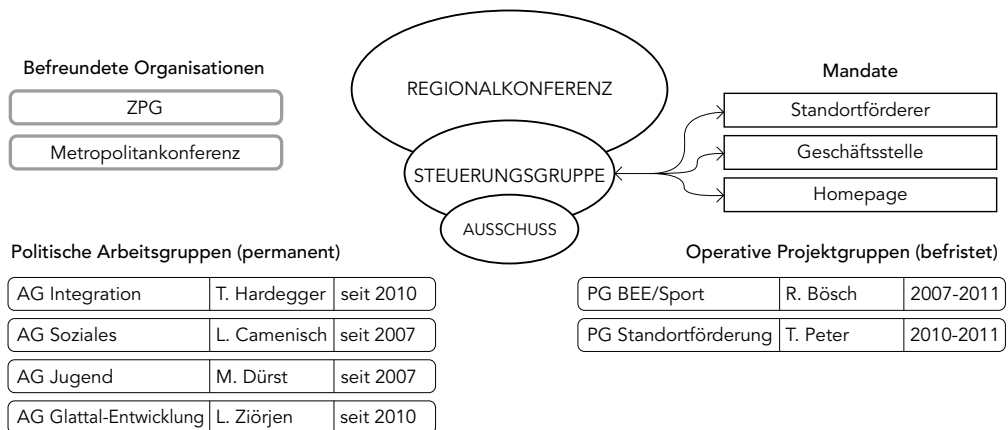 REGIONALKONFERENZ
STEUERUNGSGRUPPE
AUSSCHUSS
Befreundete Organisationen
ZPG
Metropolitankonferenz
Mandate
Standortförderer
Geschäftsstelle
Homepage
Politische Arbeitsgruppen (permanent)
AG Integration T. Hardegger seit 2010
AG Soziales L. Camenisch seit 2007
AG Jugend M. Dürst seit 2007
AG Glattal-Entwicklung L. Ziörjen seit 2010
Operative Projektgruppen (befristet)
PG BEE/Sport R. Bösch 2007-2011
PG Standortförderung T. Peter 2010-2011